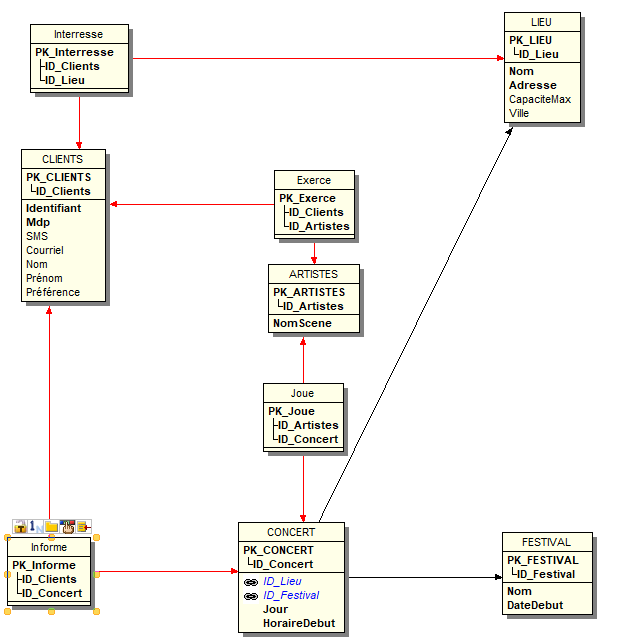 Interresse
PK_Interresse
ID_Clients
ID_Lieu
LIEU
PK_LIEU
ID_Lieu
Nom
Adresse
CapaciteMax
Ville
CLIENTS
PK_CLIENTS
ID_Clients
Identifiant
Mdp
SMS
Courriel
Nom
Prénom
Préférence
Exerce
PK_Exerce
ID_Clients
ID_Artistes
ARTISTES
PK_ARTISTES
ID_Artistes
NomScene
Joue
PK_Joue
ID_Artistes
ID_Concert
Informe
PK_Informe
ID_Clients
ID_Concert
CONCERT
PK_CONCERT
ID_Concert
ID_Lieu
ID_Festival
Jour
HoraireDebut
FESTIVAL
PK_FESTIVAL
ID_Festival
Nom
DateDebut